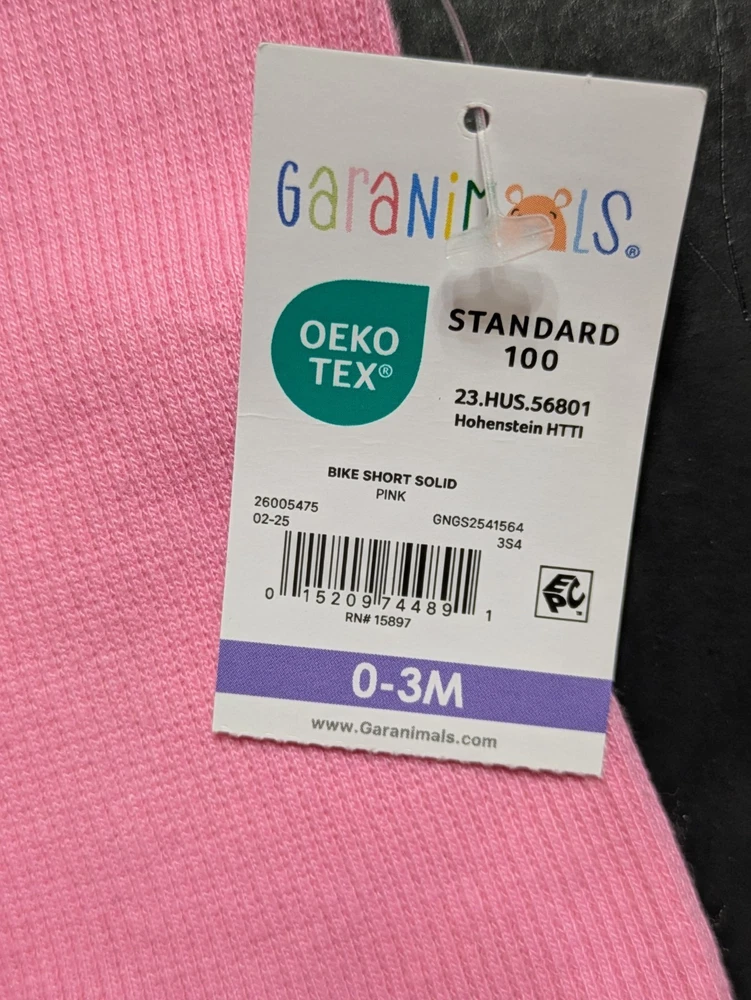 GARANIMALS®
OEKO
TEX®
STANDARD
100
23.HUS.56801
Hohenstein HTTI
BIKE SHORT SOLID
PINK
26005475
02-25
GNGS2541564
3S4
0 15209 74489 1
EPC™
RN# 15897
0-3M
www.Garanimals.com